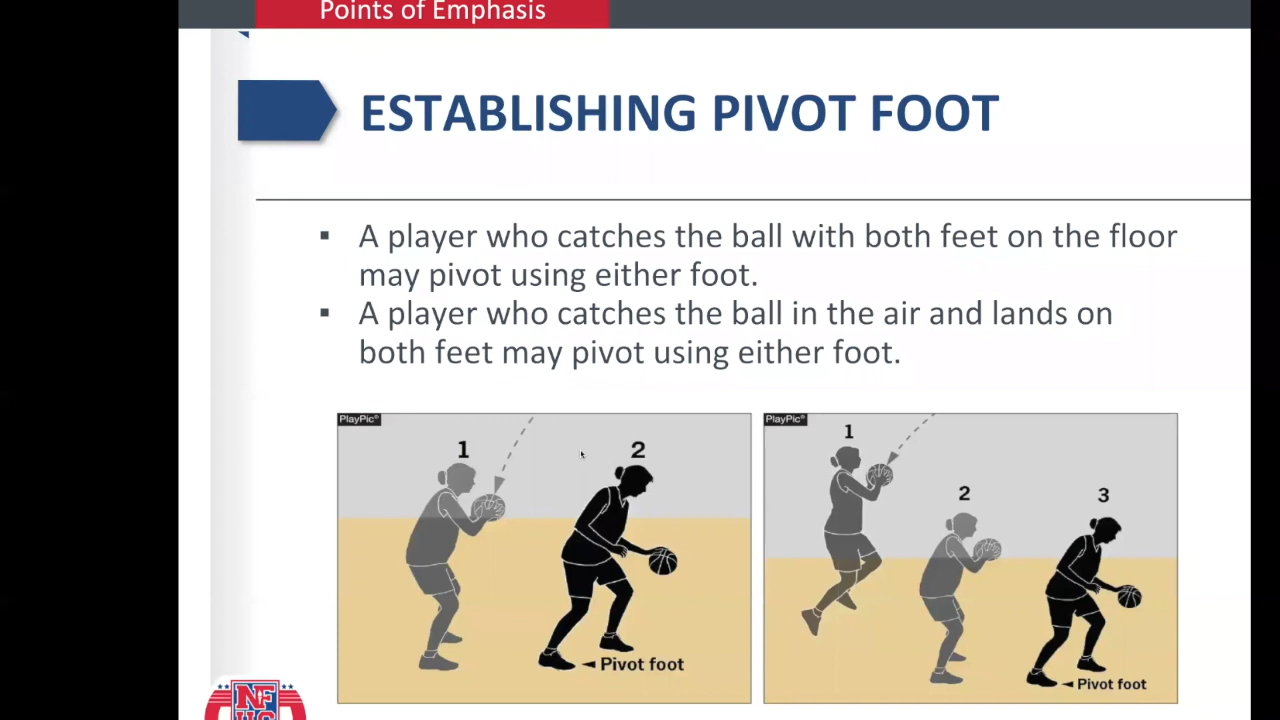 Points of Emphasis
ESTABLISHING PIVOT FOOT
▪ A player who catches the ball with both feet on the floor
may pivot using either foot.
▪ A player who catches the ball in the air and lands on
both feet may pivot using either foot.
PlayPic®
1
2
Pivot foot
PlayPic®
1
2
3
Pivot foot
NF
HS